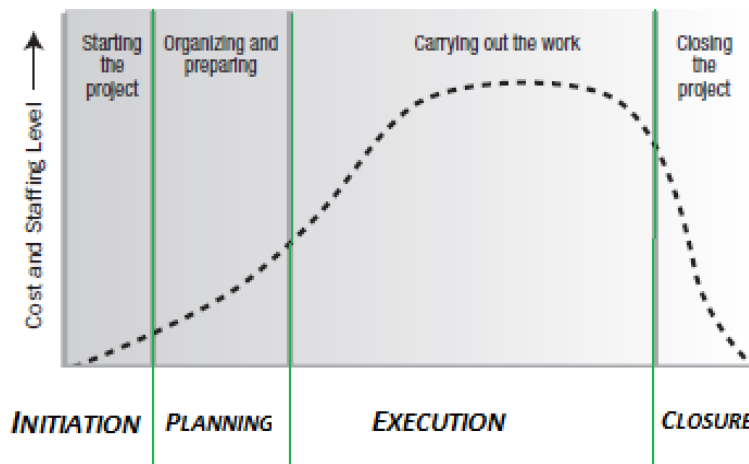 Starting
the
project
Organizing and
preparing
Carrying out the work
Closing
the
project
Cost and Staffing Level
INITIATION
PLANNING
EXECUTION
CLOSURE